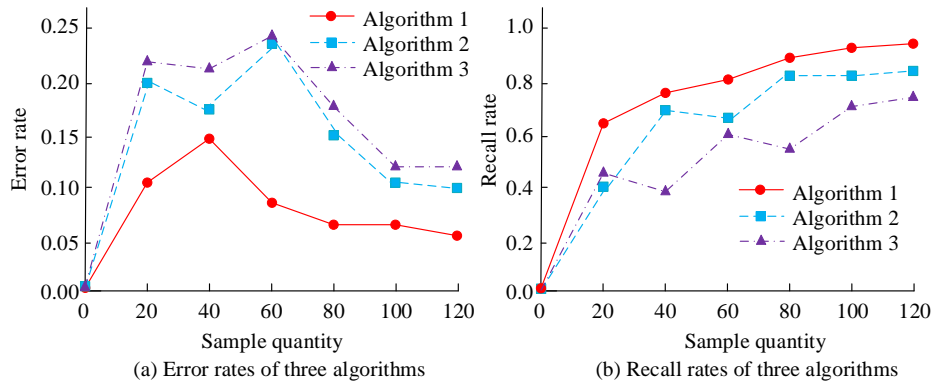 0.25
0.20
0.15
0.10
0.05
0.00
Error rate
Algorithm 1
Algorithm 2
Algorithm 3
0 20 40 60 80 100 120
Sample quantity
(a) Error rates of three algorithms
1.0
0.8
0.6
0.4
0.2
0.0
Recall rate
Algorithm 1
Algorithm 2
Algorithm 3
0 20 40 60 80 100 120
Sample quantity
(b) Recall rates of three algorithms